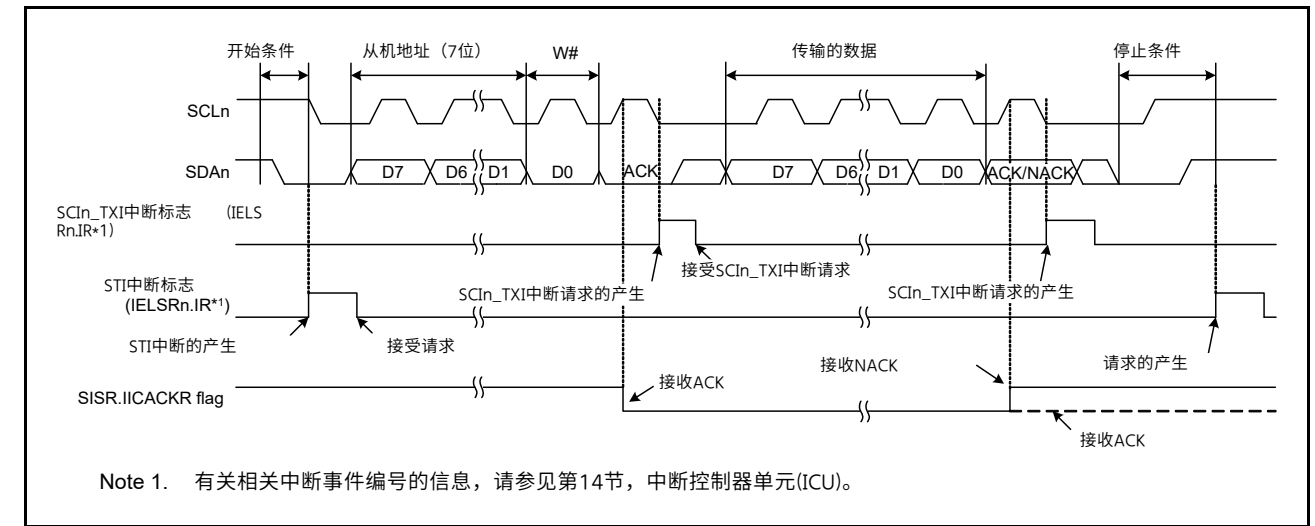 开始条件
从机地址（7位）
W#
传输的数据
停止条件
SCLn
SDAn
D7
D6
D1
D0
ACK
D7
D6
D1
D0
ACK/NACK
SCIn_TXI中断标志 (IELS
Rn.IR*1)
接受SCIn_TXI中断请求
SCIn_TXI中断请求的产生
SCIn_TXI中断请求的产生
STI中断标志
(IELSRn.IR*1)
STI中断的产生
接受请求
请求的产生
接收NACK
接收ACK
SISR.IICACKR flag
接收ACK
Note 1. 有关相关中断事件编号的信息，请参见第14节，中断控制器单元(ICU)。